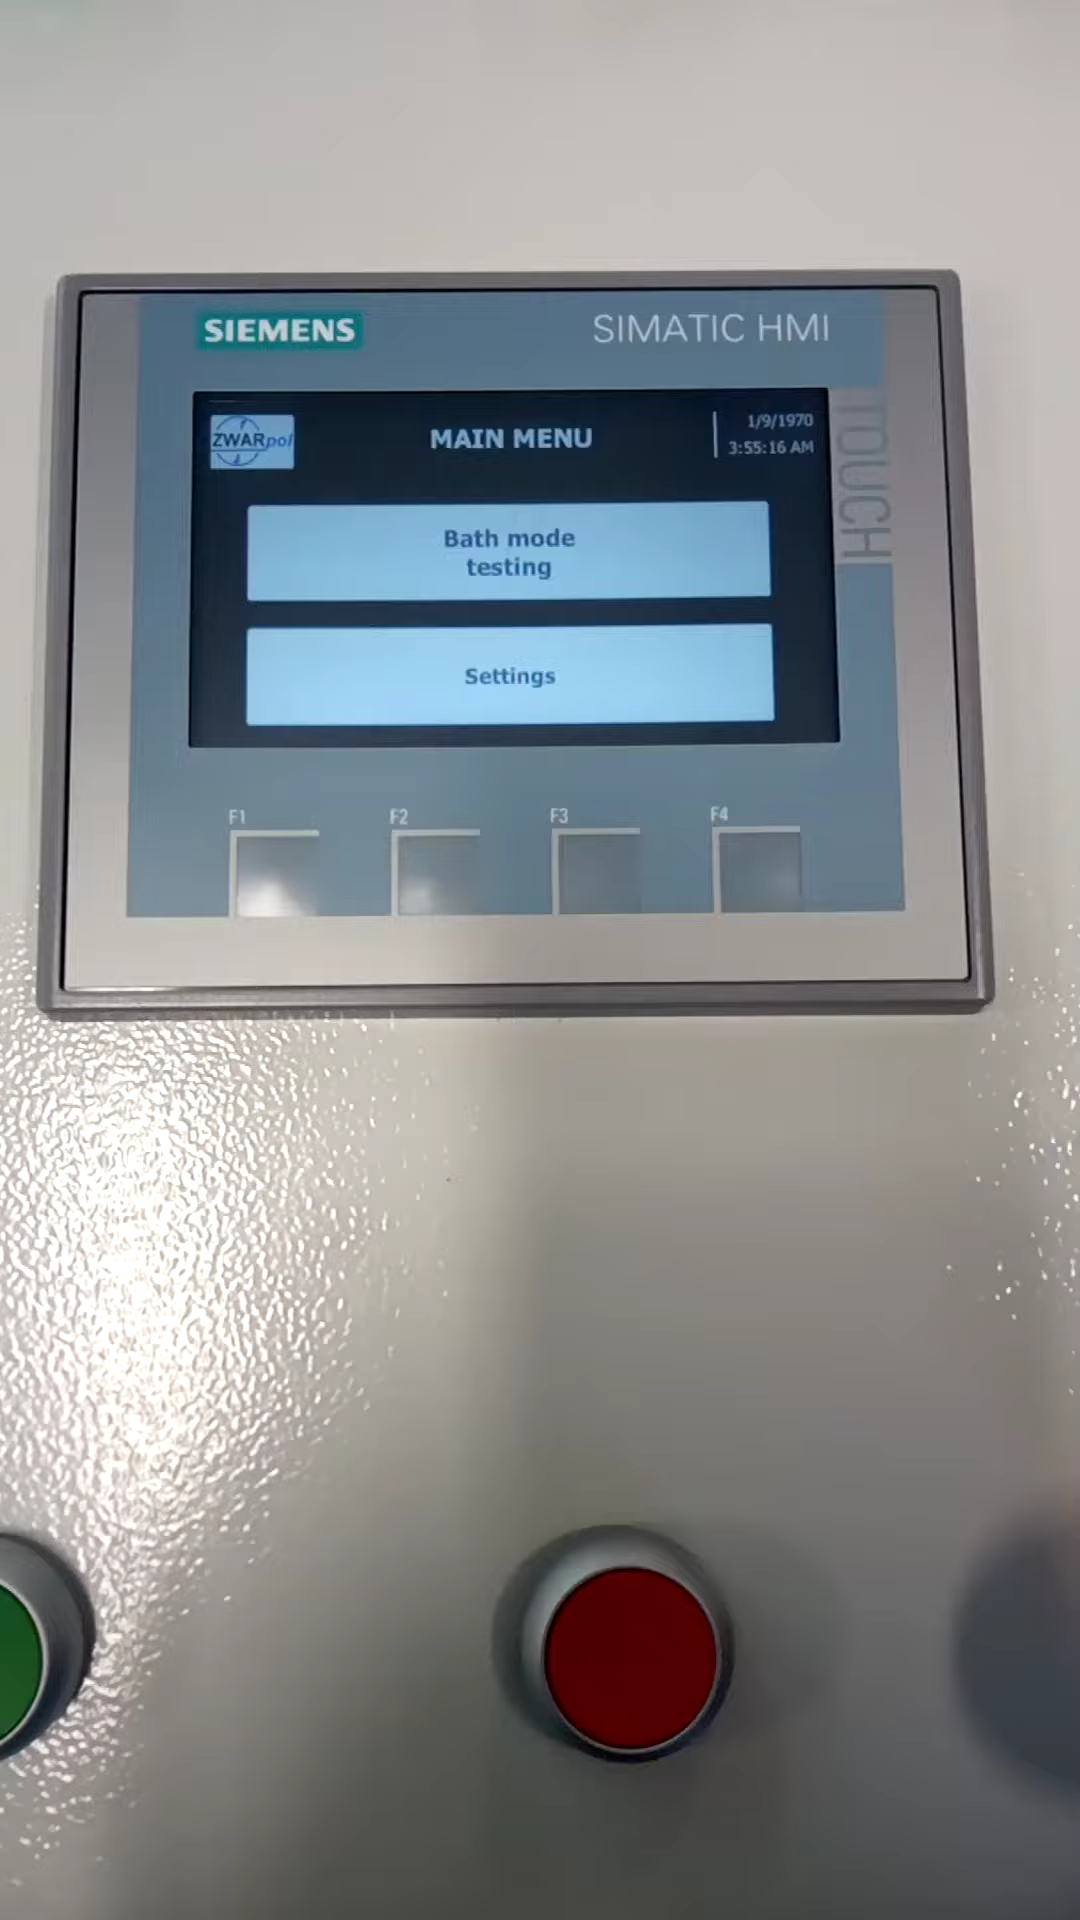 SIEMENS
SIMATIC HMI
TOUCH
ZWARpol
MAIN MENU
1/9/1970
3:55:16 AM
Bath mode
testing
Settings
F1
F2
F3
F4